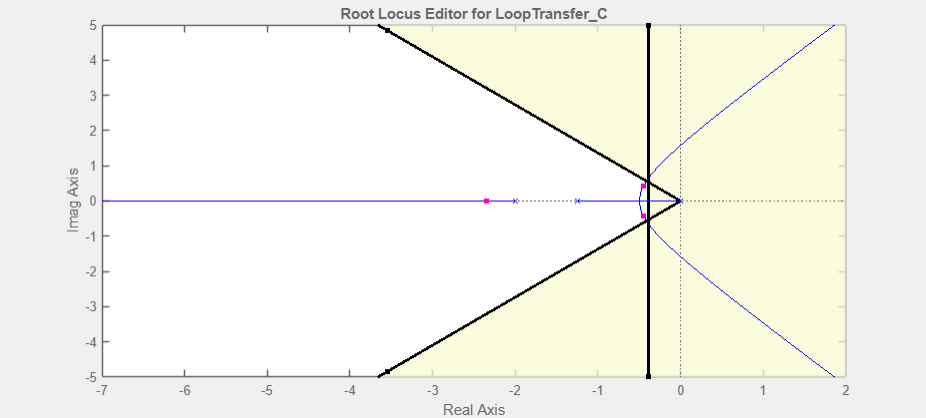 Root Locus Editor for LoopTransfer_C
5
4
3
2
1
0
-1
-2
-3
-4
-5
Imag Axis
-7 -6 -5 -4 -3 -2 -1 0 1 2
Real Axis